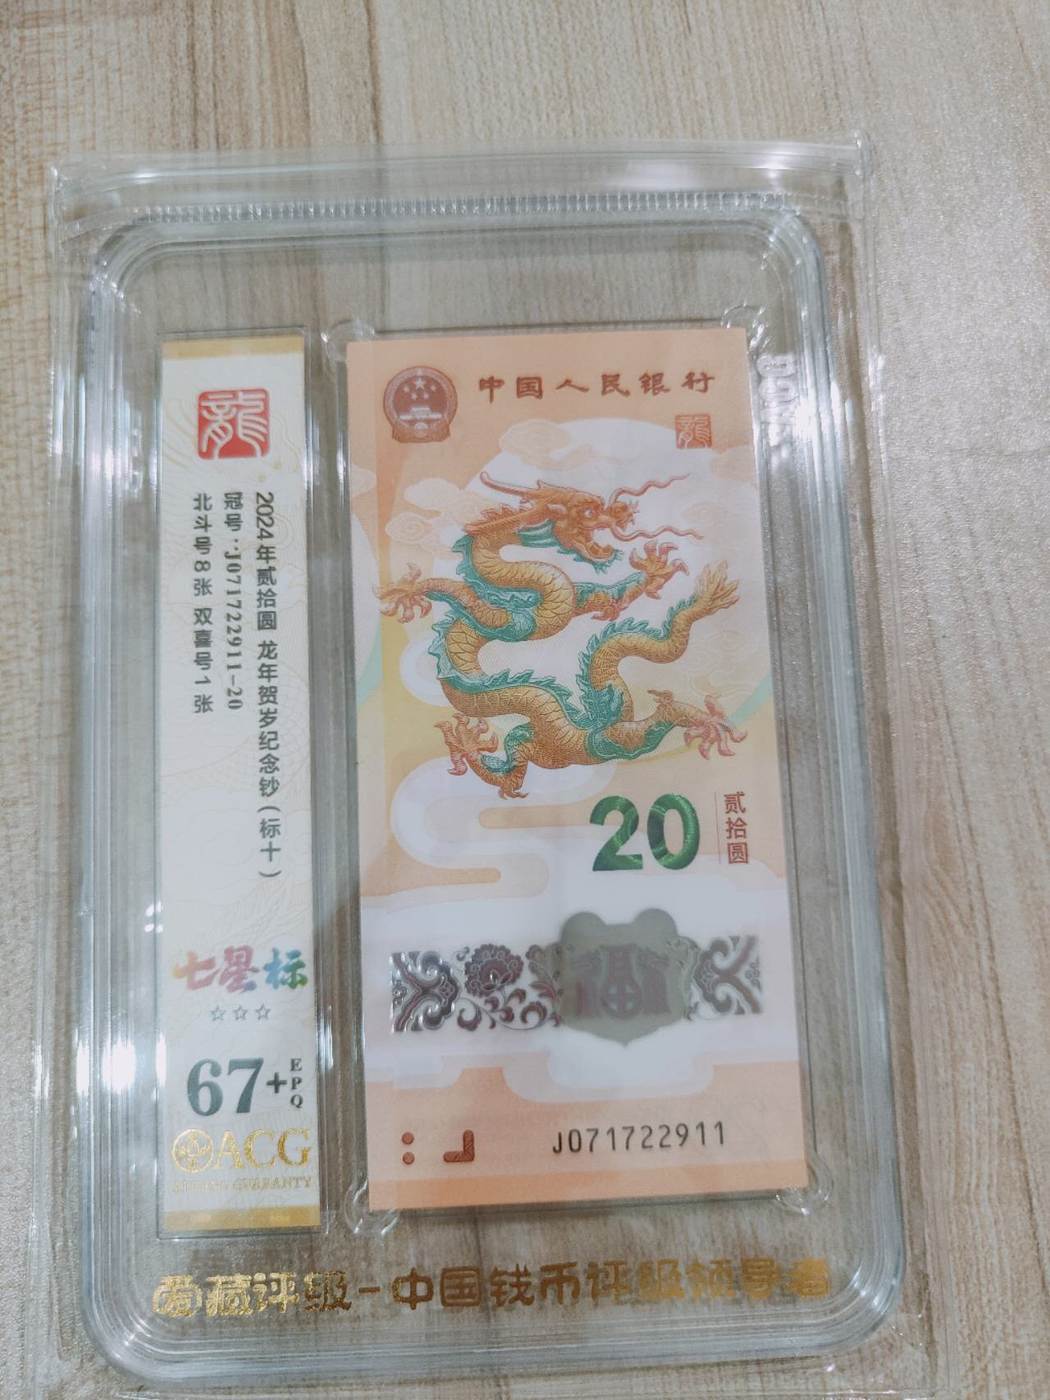 龍
2024年贰拾圆 龙年贺岁纪念钞(标十)
冠号:J071722911-20
北斗号8张 双喜号1张
七星标
☆☆☆
67+
EPQ
ACG
中国人民银行
龍
20
贰拾圆
J071722911
爱藏评级-中国钱币评级领导者